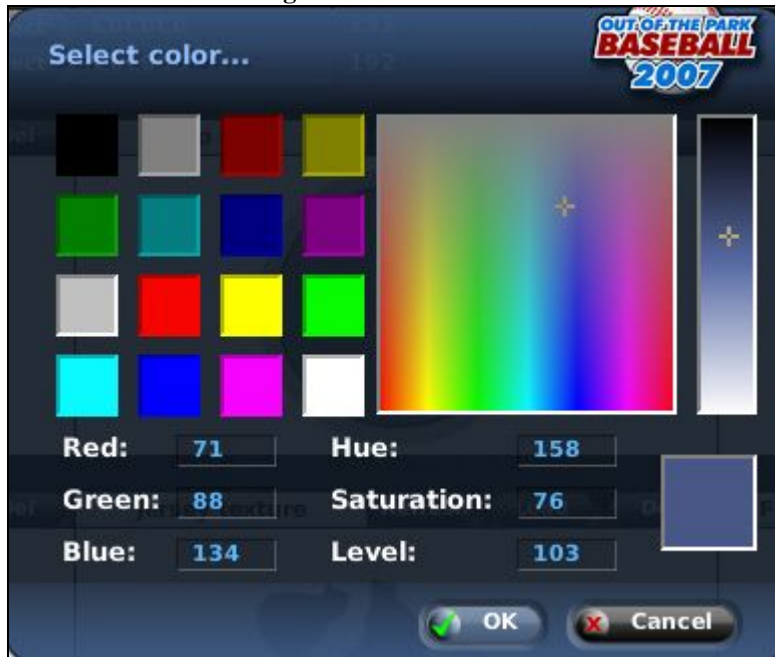 OUT OF THE PARK
BASEBALL
2007
Select color...
192
Red: 71 Hue: 158
Green: 88 Saturation: 76
Blue: 134 Level: 103
OK Cancel